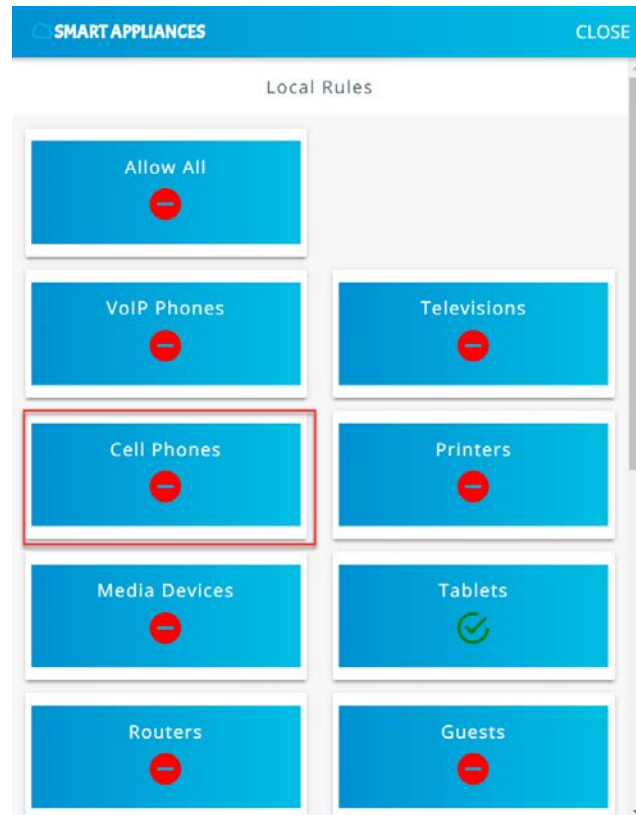 SMART APPLIANCES
CLOSE
Local Rules
Allow All
VoIP Phones
Televisions
Cell Phones
Printers
Media Devices
Tablets
Routers
Guests